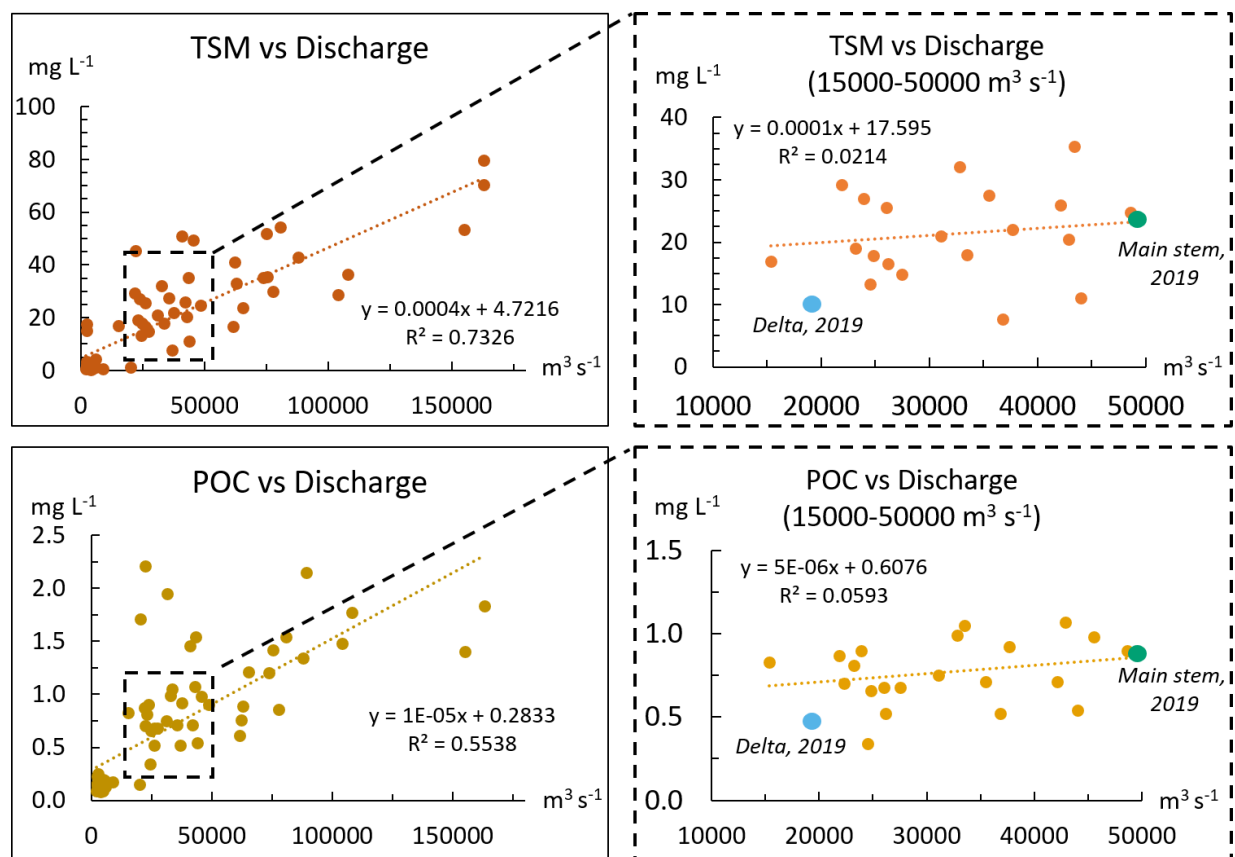 TSM vs Discharge
mg L⁻¹
100
80
60
40
20
0
y = 0.0004x + 4.7216
R² = 0.7326
m³ s⁻¹
0 50000 100000 150000
TSM vs Discharge
(15000-50000 m³ s⁻¹)
mg L⁻¹
40
30
20
10
0
y = 0.0001x + 17.595
R² = 0.0214
Main stem,
2019
Delta, 2019
m³ s⁻¹
10000 20000 30000 40000 50000
POC vs Discharge
mg L⁻¹
2.5
2.0
1.5
1.0
0.5
0.0
y = 1E-05x + 0.2833
R² = 0.5538
m³ s⁻¹
0 50000 100000 150000
POC vs Discharge
(15000-50000 m³ s⁻¹)
mg L⁻¹
1.5
1.0
0.5
0.0
y = 5E-06x + 0.6076
R² = 0.0593
Main stem,
2019
Delta, 2019
m³ s⁻¹
10000 20000 30000 40000 50000